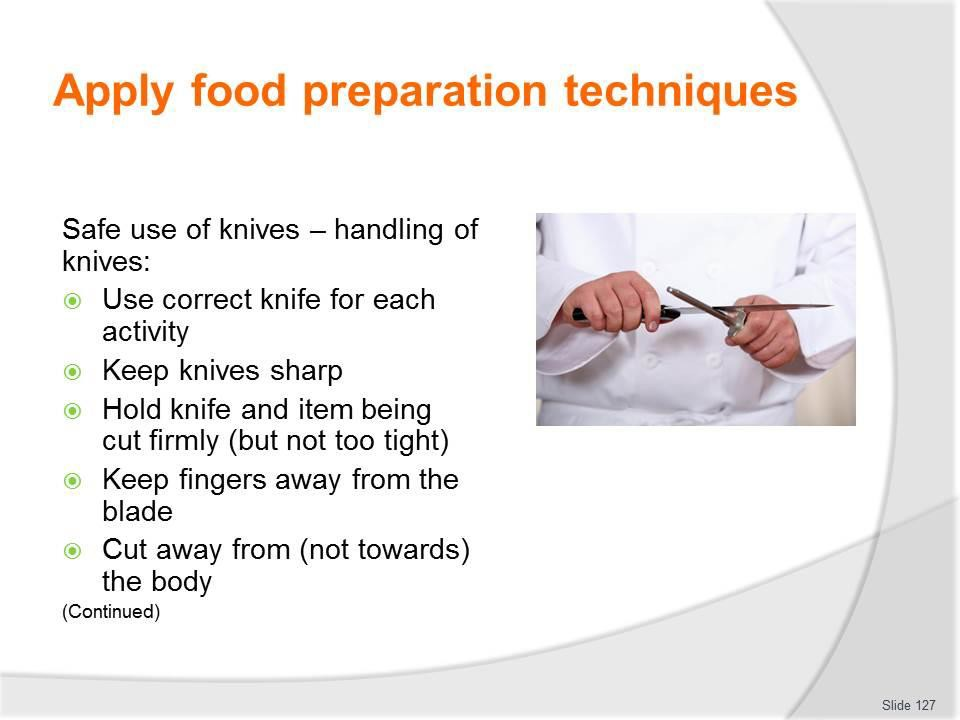 Apply food preparation techniques
Safe use of knives – handling of
knives:
Use correct knife for each
activity
Keep knives sharp
Hold knife and item being
cut firmly (but not too tight)
Keep fingers away from the
blade
Cut away from (not towards)
the body
(Continued)
Slide 127